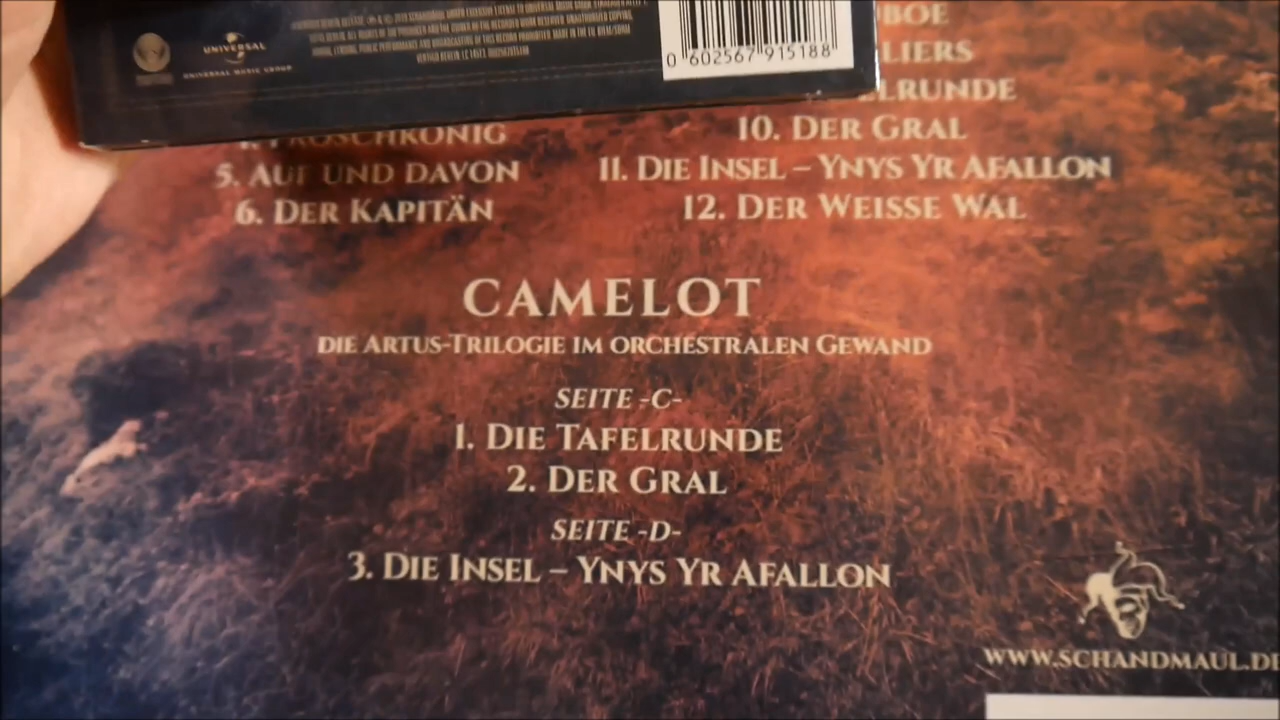 UNIVERSAL
UNIVERSAL MUSIC GROUP
0 602567 915188
LIERS
ELRUNDE
FROSCHKÖNIG
10. DER GRAL
5. AUF UND DAVON
11. DIE INSEL – YNYS YR AFALLON
6. DER KAPITÄN
12. DER WEISSE WAL
CAMELOT
DIE ARTUS-TRILOGIE IM ORCHESTRALEN GEWAND
SEITE -C-
1. DIE TAFELRUNDE
2. DER GRAL
SEITE -D-
3. DIE INSEL – YNYS YR AFALLON
WWW.SCHANDMAUL.DE